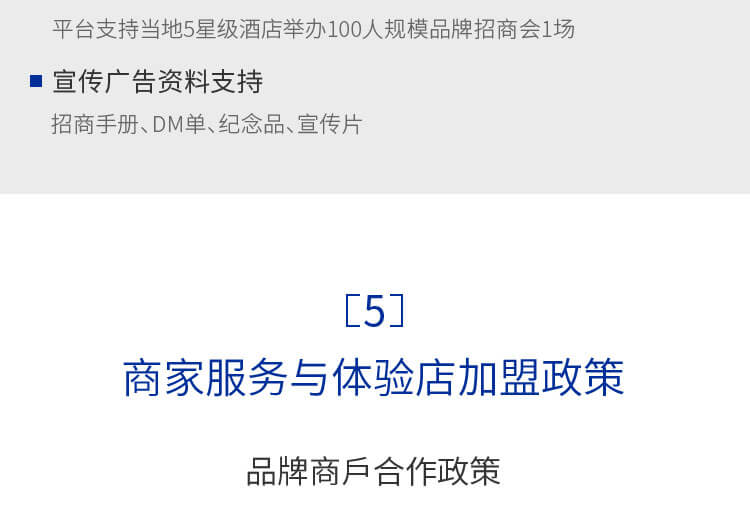 平台支持当地5星级酒店举办100人规模品牌招商会1场
宣传广告资料支持
招商手册、DM单、纪念品、宣传片
[5]
商家服务与体验店加盟政策
品牌商戶合作政策